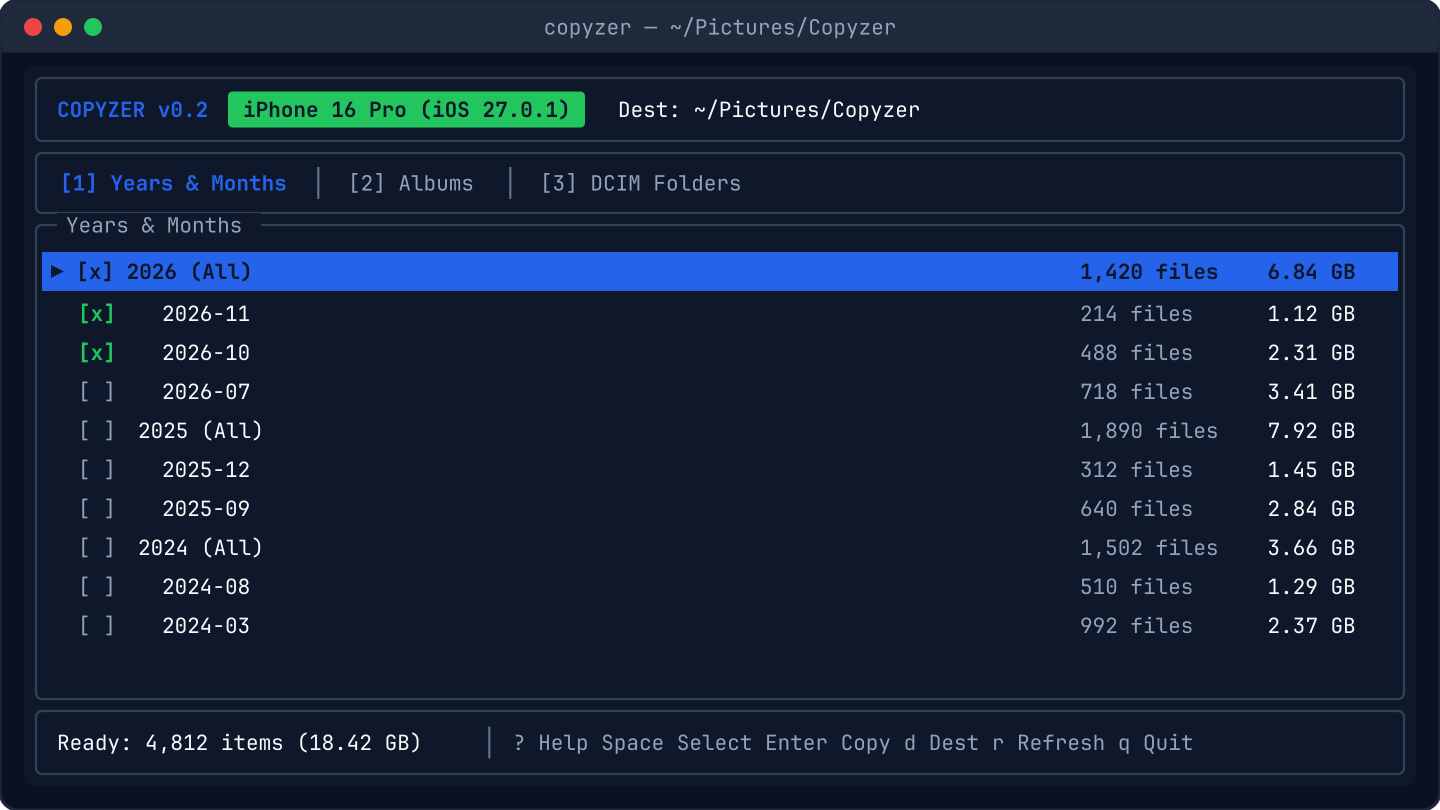 copyzer — ~/Pictures/Copyzer
COPYZER v0.2 iPhone 16 Pro (iOS 27.0.1) Dest: ~/Pictures/Copyzer
[1] Years & Months │ [2] Albums │ [3] DCIM Folders
Years & Months
▶ [x] 2026 (All) 1,420 files 6.84 GB
[x] 2026-11 214 files 1.12 GB
[x] 2026-10 488 files 2.31 GB
[ ] 2026-07 718 files 3.41 GB
[ ] 2025 (All) 1,890 files 7.92 GB
[ ] 2025-12 312 files 1.45 GB
[ ] 2025-09 640 files 2.84 GB
[ ] 2024 (All) 1,502 files 3.66 GB
[ ] 2024-08 510 files 1.29 GB
[ ] 2024-03 992 files 2.37 GB
Ready: 4,812 items (18.42 GB) │ ? Help Space Select Enter Copy d Dest r Refresh q Quit